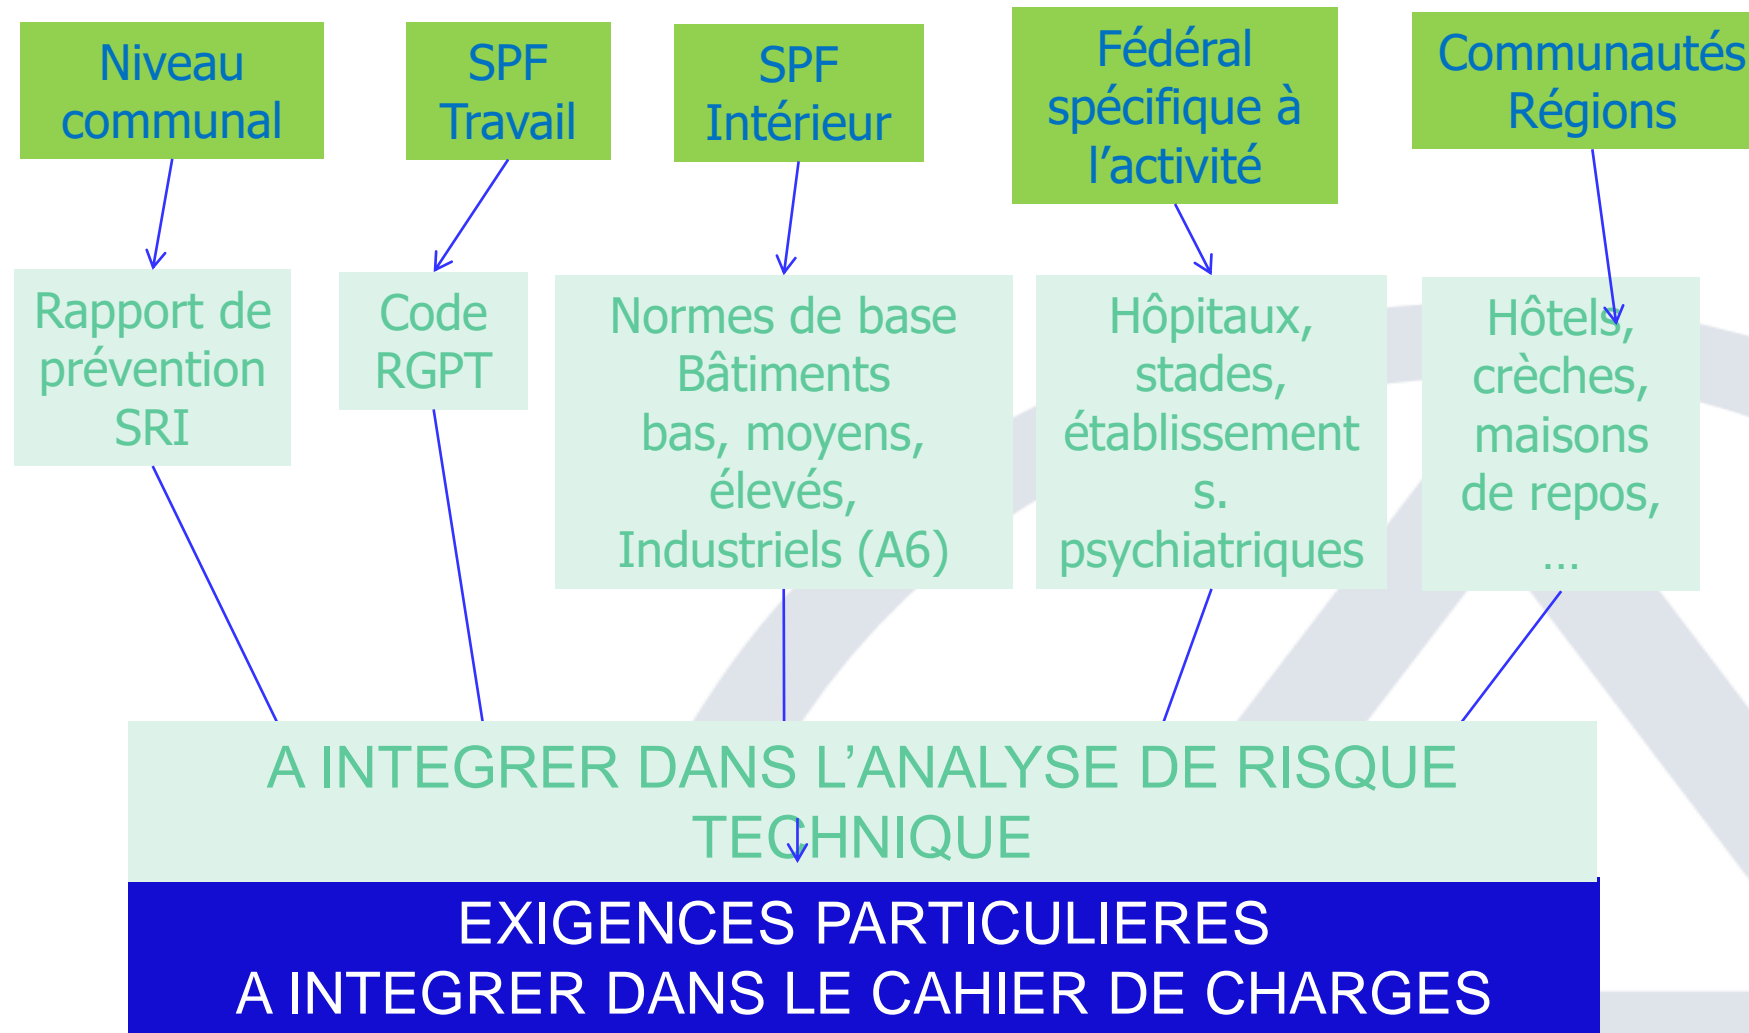 Niveau
communal
SPF
Travail
SPF
Intérieur
Fédéral
spécifique à
l’activité
Communautés
Régions
Rapport de
prévention
SRI
Code
RGPT
Normes de base
Bâtiments
bas, moyens,
élevés,
Industriels (A6)
Hôpitaux,
stades,
établissement
s.
psychiatriques
Hôtels,
crèches,
maisons
de repos,
…
A INTEGRER DANS L’ANALYSE DE RISQUE
TECHNIQUE
EXIGENCES PARTICULIERES
A INTEGRER DANS LE CAHIER DE CHARGES